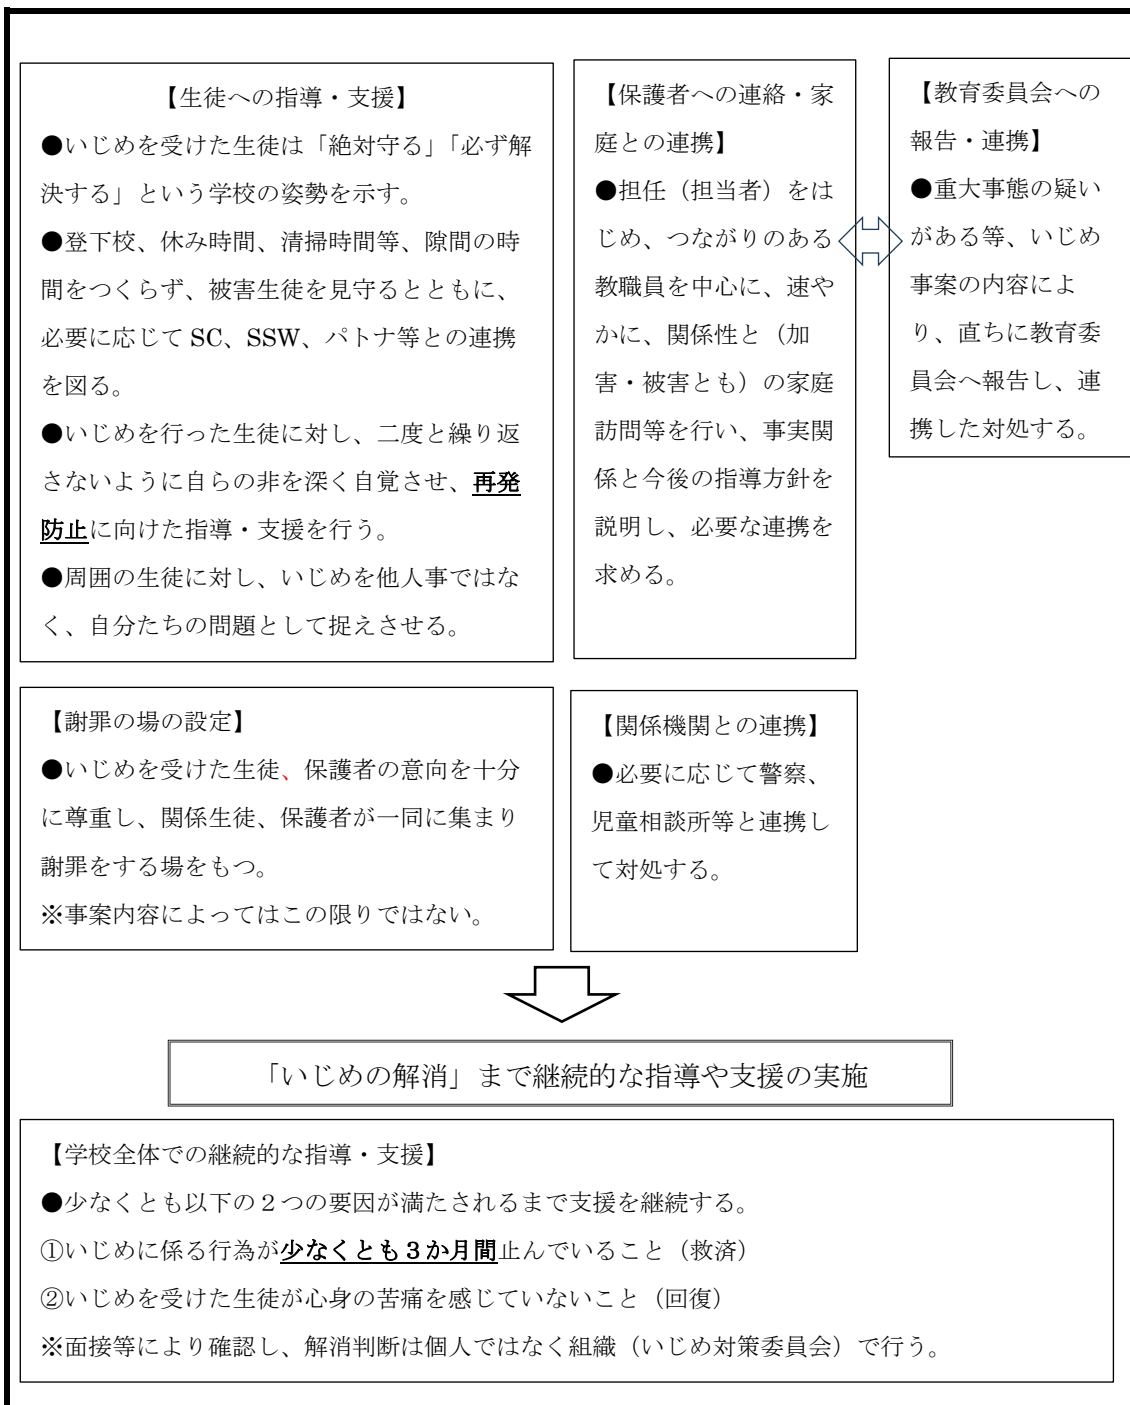 【生徒への指導・支援】
●いじめを受けた生徒は「絶対守る」「必ず解
決する」という学校の姿勢を示す。
●登下校、休み時間、清掃時間等、隙間の時
間をつくらず、被害生徒を見守るとともに、
必要に応じて SC、SSW、パトナ等との連携
を図る。
●いじめを行った生徒に対し、二度と繰り返
さないように自らの非を深く自覚させ、再発
防止に向けた指導・支援を行う。
●周囲の生徒に対し、いじめを他人事ではな
く、自分たちの問題として捉えさせる。
【保護者への連絡・家
庭との連携】
●担任（担当者）をは
じめ、つながりのある
教職員を中心に、速や
かに、関係性と（加
害・被害とも）の家庭
訪問等を行い、事実関
係と今後の指導方針を
説明し、必要な連携を
求める。
【教育委員会への
報告・連携】
●重大事態の疑い
がある等、いじめ
事案の内容によ
り、直ちに教育委
員会へ報告し、連
携した対処する。
【謝罪の場の設定】
●いじめを受けた生徒、保護者の意向を十分
に尊重し、関係生徒、保護者が一同に集まり
謝罪をする場をもつ。
※事案内容によってはこの限りではない。
【関係機関との連携】
●必要に応じて警察、
児童相談所等と連携し
て対処する。
「いじめの解消」まで継続的な指導や支援の実施
【学校全体での継続的な指導・支援】
●少なくとも以下の２つの要因が満たされるまで支援を継続する。
①いじめに係る行為が少なくとも３か月間止んでいること（救済）
②いじめを受けた生徒が心身の苦痛を感じていないこと（回復）
※面接等により確認し、解消判断は個人ではなく組織（いじめ対策委員会）で行う。